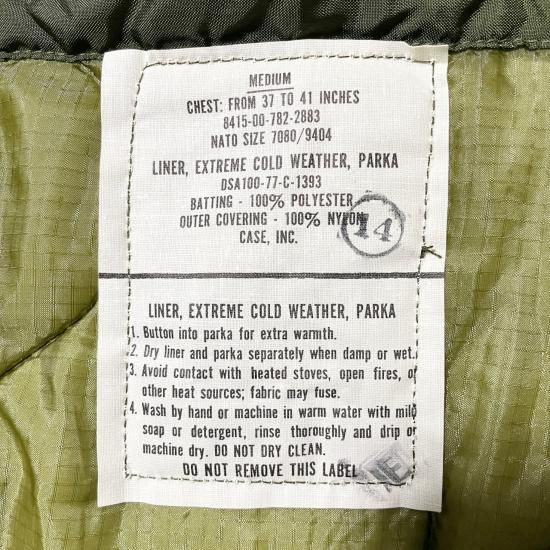 MEDIUM
CHEST: FROM 37 TO 41 INCHES
8415-00-782-2883
NATO SIZE 7080/9404
LINER, EXTREME COLD WEATHER, PARKA
DSA100-77-C-1393
BATTING - 100% POLYESTER
OUTER COVERING - 100% NYLON
14
CASE, INC.
LINER, EXTREME COLD WEATHER, PARKA
1. Button into parka for extra warmth.
2. Dry liner and parka separately when damp or wet.
3. Avoid contact with heated stoves, open fires, or
other heat sources; fabric may fuse.
4. Wash by hand or machine in warm water with mild
soap or detergent, rinse thoroughly and drip or
machine dry. DO NOT DRY CLEAN.
DO NOT REMOVE THIS LABEL